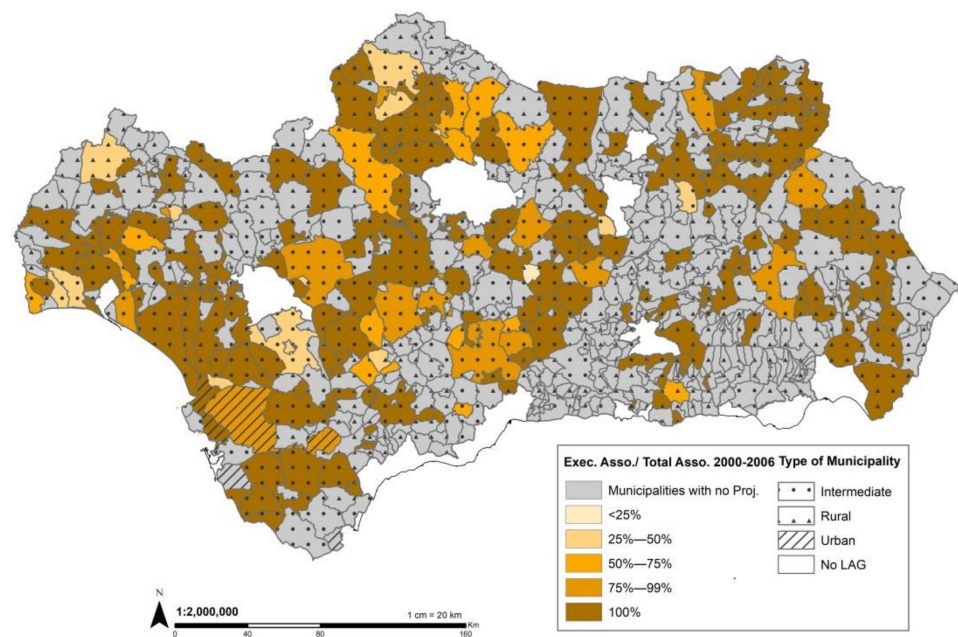 Exec. Asso./ Total Asso. 2000-2006 Type of Municipality
Municipalities with no Proj.
<25%
25%—50%
50%—75%
75%—99%
100%
Intermediate
Rural
Urban
No LAG
N
1:2,000,000
1 cm = 20 km
Km
0 40 80 160